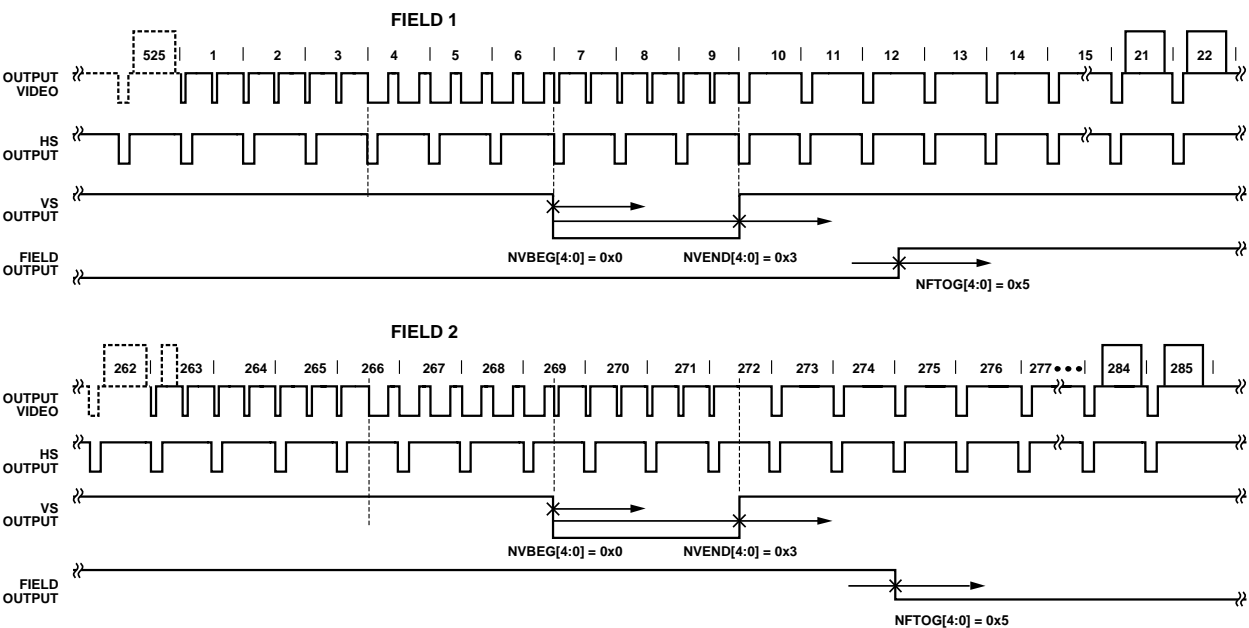 FIELD 1
525 1 2 3 4 5 6 7 8 9 10 11 12 13 14 15 21 22
OUTPUT
VIDEO
HS
OUTPUT
VS
OUTPUT
NVBEG[4:0] = 0x0 NVEND[4:0] = 0x3
FIELD
OUTPUT
NFTOG[4:0] = 0x5
FIELD 2
262 263 264 265 266 267 268 269 270 271 272 273 274 275 276 277 ••• 284 285
OUTPUT
VIDEO
HS
OUTPUT
VS
OUTPUT
NVBEG[4:0] = 0x0 NVEND[4:0] = 0x3
FIELD
OUTPUT
NFTOG[4:0] = 0x5